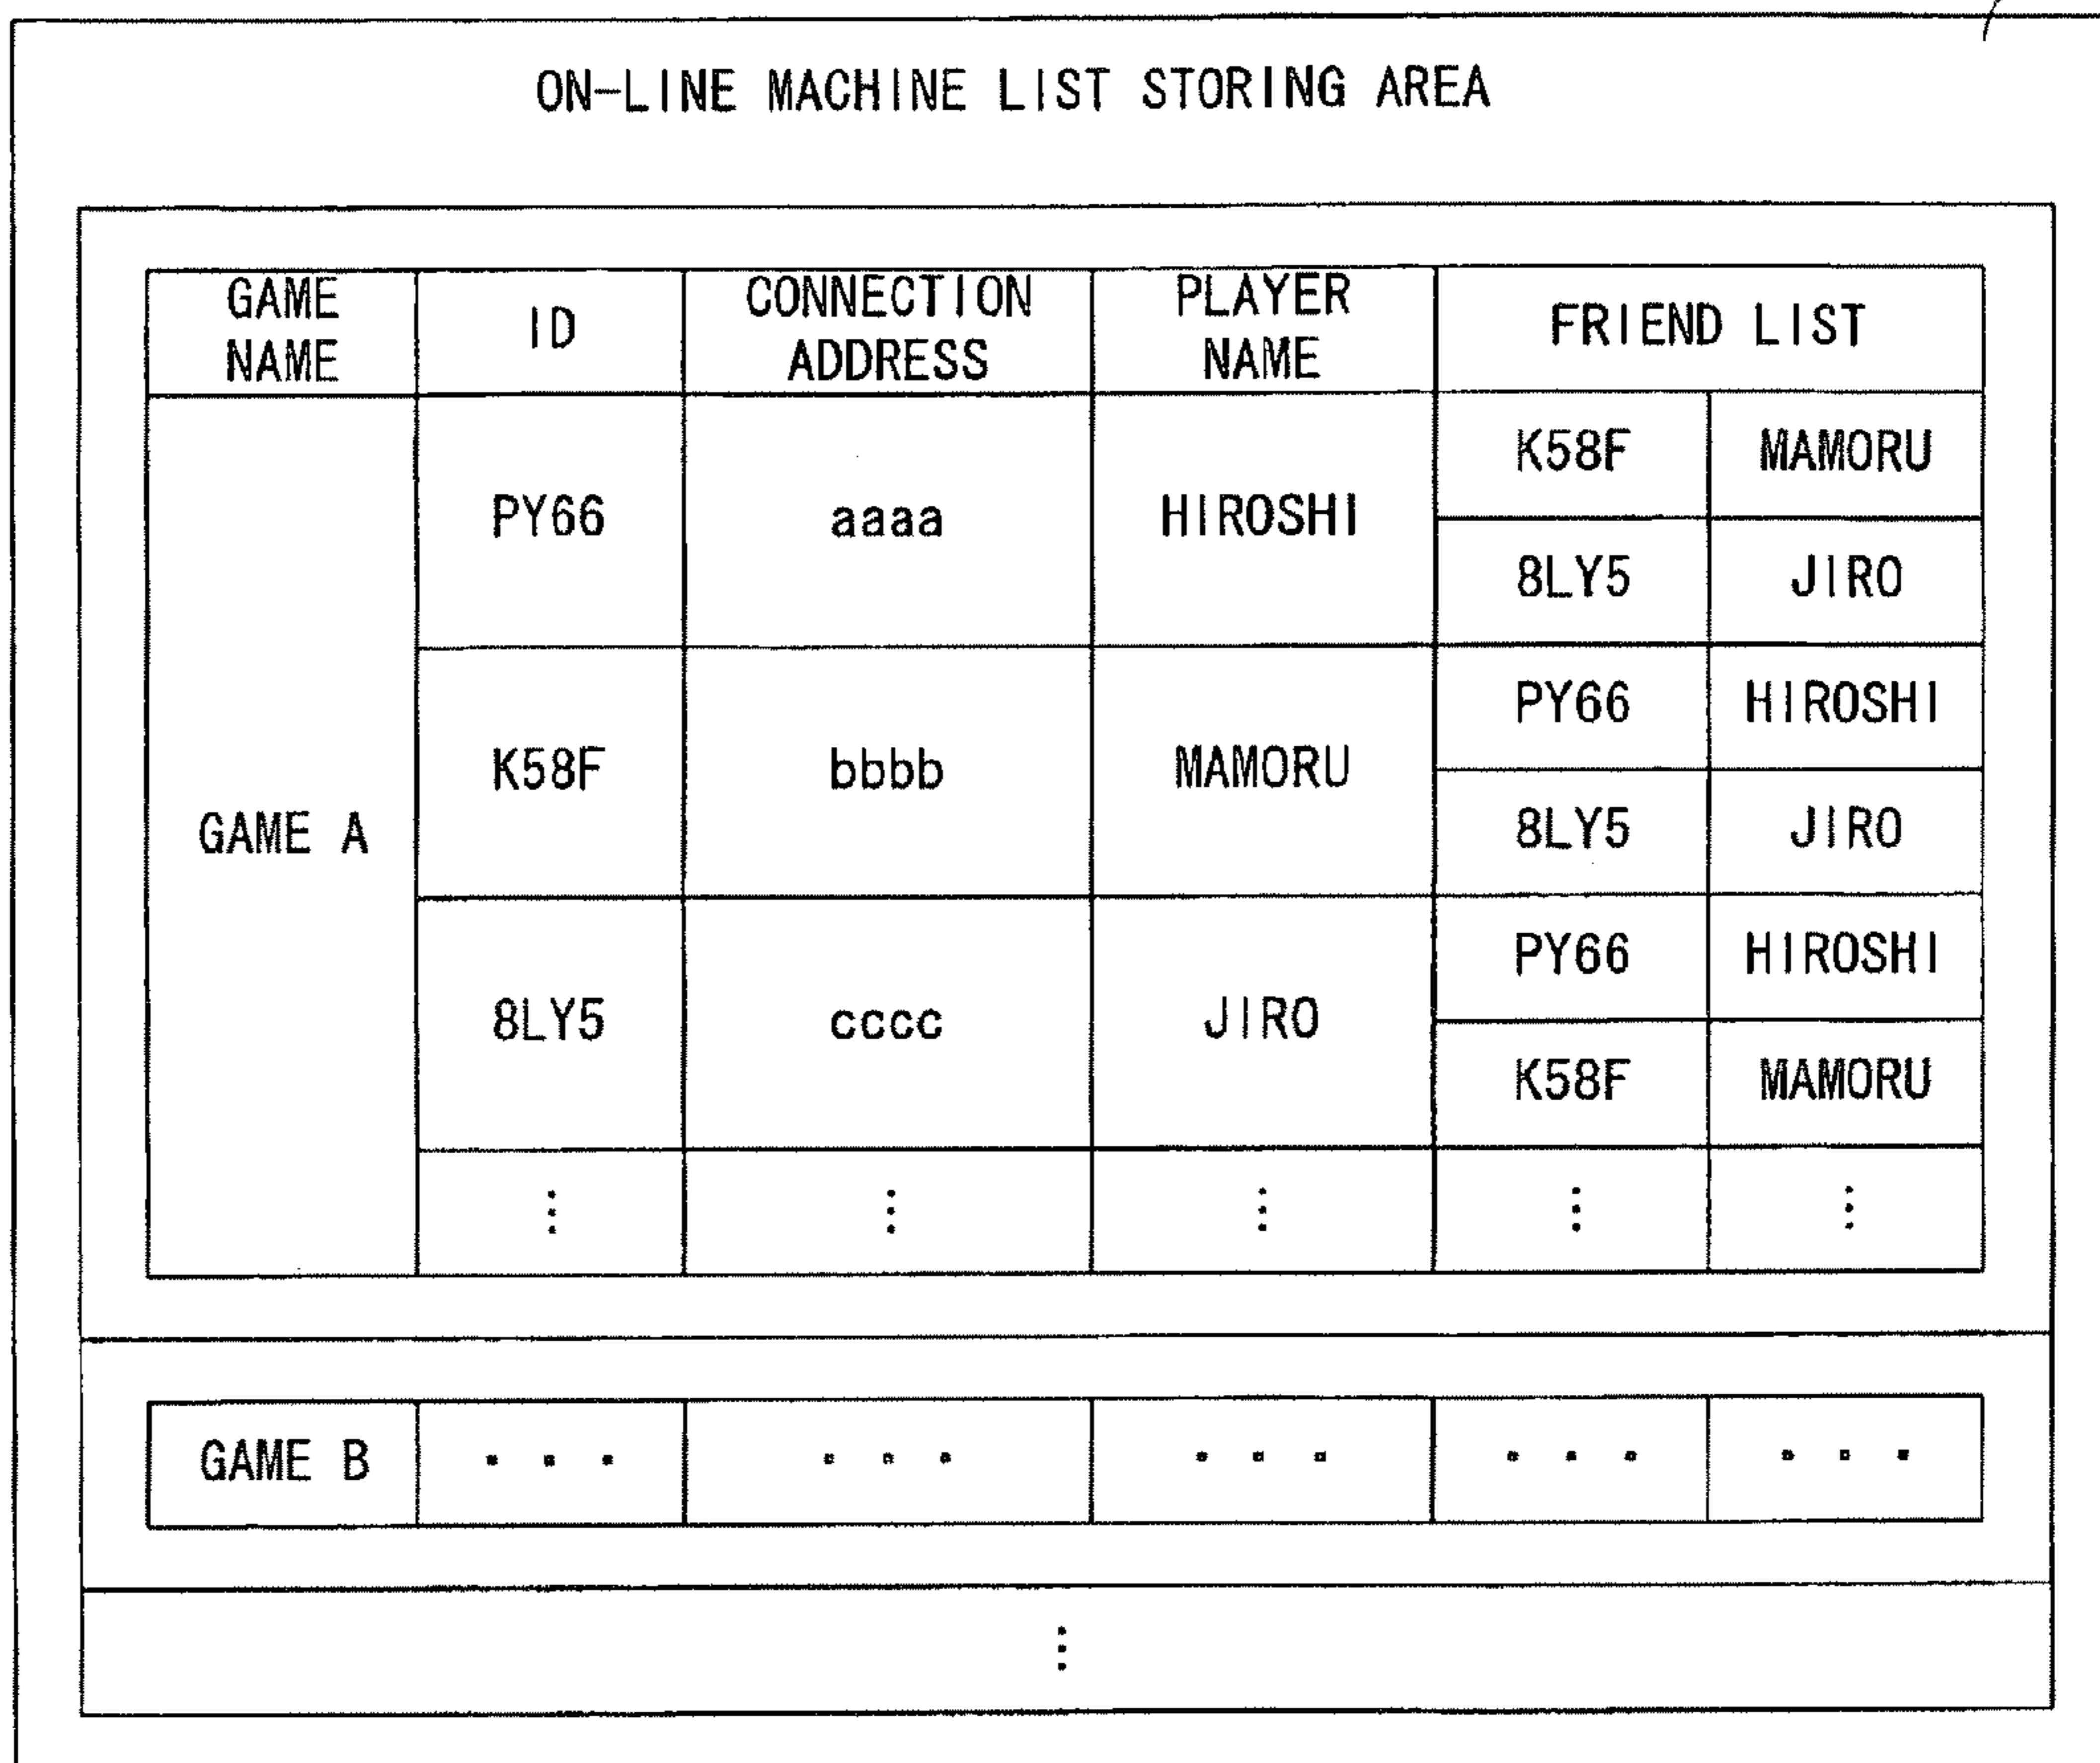 ON-LINE MACHINE LIST STORING AREA
GAME NAME ID CONNECTION ADDRESS PLAYER NAME FRIEND LIST
GAME A PY66 aaaa HIROSHI K58F MAMORU
8LY5 JIRO
K58F bbbb MAMORU PY66 HIROSHI
8LY5 JIRO
8LY5 cccc JIRO PY66 HIROSHI
K58F MAMORU
⋮ ⋮ ⋮ ⋮ ⋮
GAME B ・・・ ・・・ ・・・ ・・・ ・・・
⋮